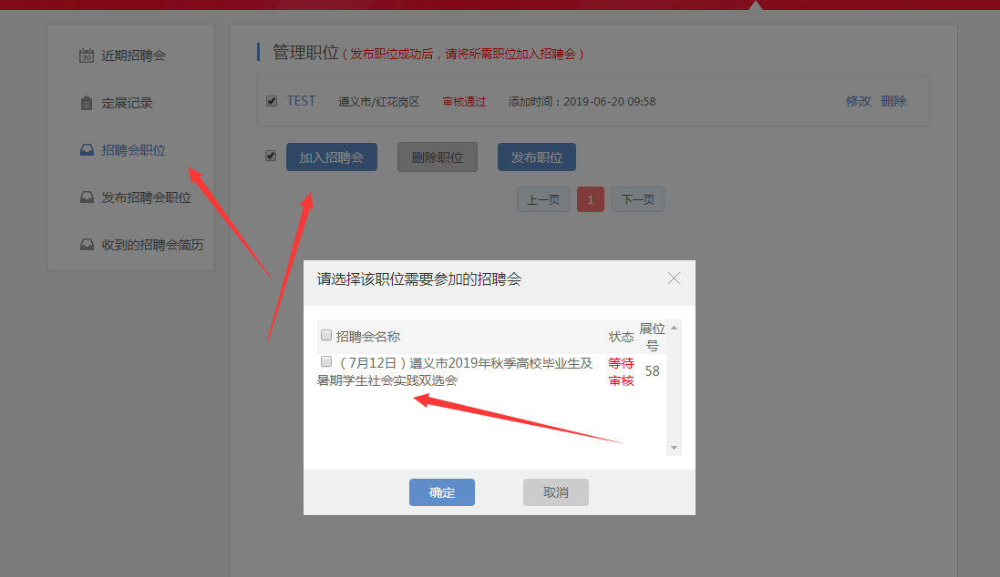 近期招聘会
定展记录
招聘会职位
发布招聘会职位
收到的招聘会简历
管理职位（发布职位成功后，请将所需职位加入招聘会）
TEST 遵义市/红花岗区 审核通过 添加时间：2019-06-20 09:58 修改 删除
加入招聘会 删除职位 发布职位
上一页 1 下一页
请选择该职位需要参加的招聘会
招聘会名称 状态 展位
号
（7月12日）遵义市2019年秋季高校毕业生及 等待 58
暑期学生社会实践双选会 审核
确定 取消